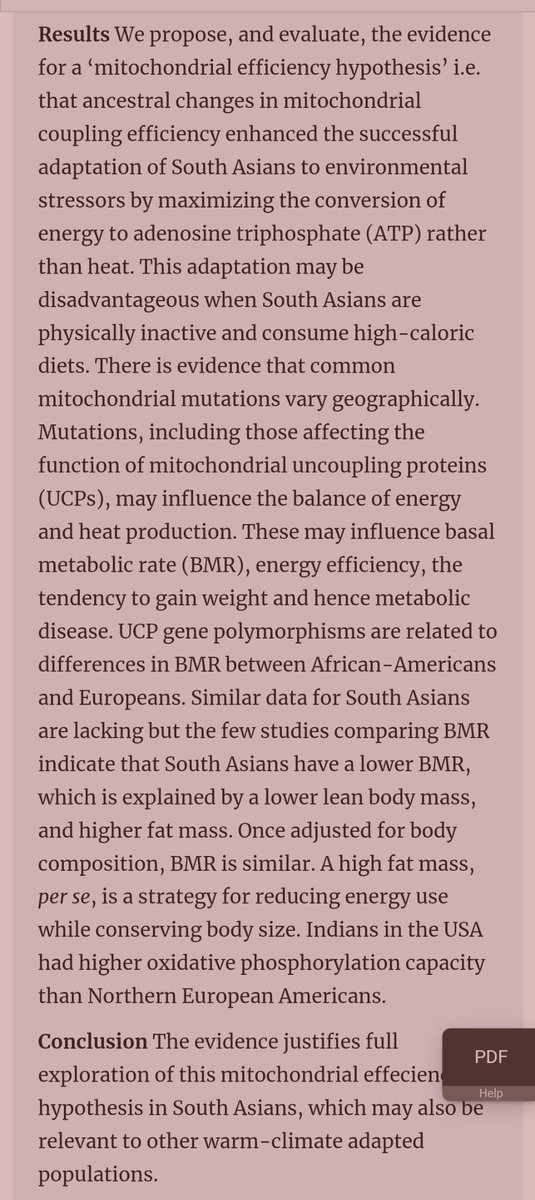 Results We propose, and evaluate, the evidence
for a ‘mitochondrial efficiency hypothesis’ i.e.
that ancestral changes in mitochondrial
coupling efficiency enhanced the successful
adaptation of South Asians to environmental
stressors by maximizing the conversion of
energy to adenosine triphosphate (ATP) rather
than heat. This adaptation may be
disadvantageous when South Asians are
physically inactive and consume high-caloric
diets. There is evidence that common
mitochondrial mutations vary geographically.
Mutations, including those affecting the
function of mitochondrial uncoupling proteins
(UCPs), may influence the balance of energy
and heat production. These may influence basal
metabolic rate (BMR), energy efficiency, the
tendency to gain weight and hence metabolic
disease. UCP gene polymorphisms are related to
differences in BMR between African-Americans
and Europeans. Similar data for South Asians
are lacking but the few studies comparing BMR
indicate that South Asians have a lower BMR,
which is explained by a lower lean body mass,
and higher fat mass. Once adjusted for body
composition, BMR is similar. A high fat mass,
per se, is a strategy for reducing energy use
while conserving body size. Indians in the USA
had higher oxidative phosphorylation capacity
than Northern European Americans.
Conclusion The evidence justifies full
exploration of this mitochondrial
hypothesis in South Asians, which may also be
relevant to other warm-climate adapted
populations.
PDF
Help